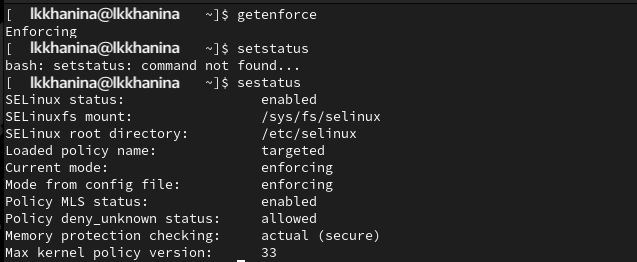 [ lkkhanina@lkkhanina ~]$ getenforce
Enforcing
[ lkkhanina@lkkhanina ~]$ setstatus
bash: setstatus: command not found...
[ lkkhanina@lkkhanina ~]$ sestatus
SELinux status: enabled
SELinuxfs mount: /sys/fs/selinux
SELinux root directory: /etc/selinux
Loaded policy name: targeted
Current mode: enforcing
Mode from config file: enforcing
Policy MLS status: enabled
Policy deny_unknown status: allowed
Memory protection checking: actual (secure)
Max kernel policy version: 33